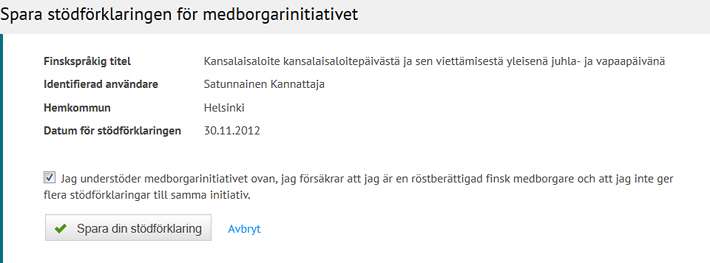 Spara stödförklaringen för medborgarinitiativet
Finskspråkig titel Kansalaisaloite kansalaisaloitepäivästä ja sen viettämisestä yleisenä juhla- ja vapaapäivänä
Identifierad användare Satunnainen Kannattaja
Hemkommun Helsinki
Datum för stödförklaringen 30.11.2012
Jag understöder medborgarinitiativet ovan, jag försäkrar att jag är en röstberättigad finsk medborgare och att jag inte ger
flera stödförklaringar till samma initiativ.
Spara din stödförklaring Avbryt